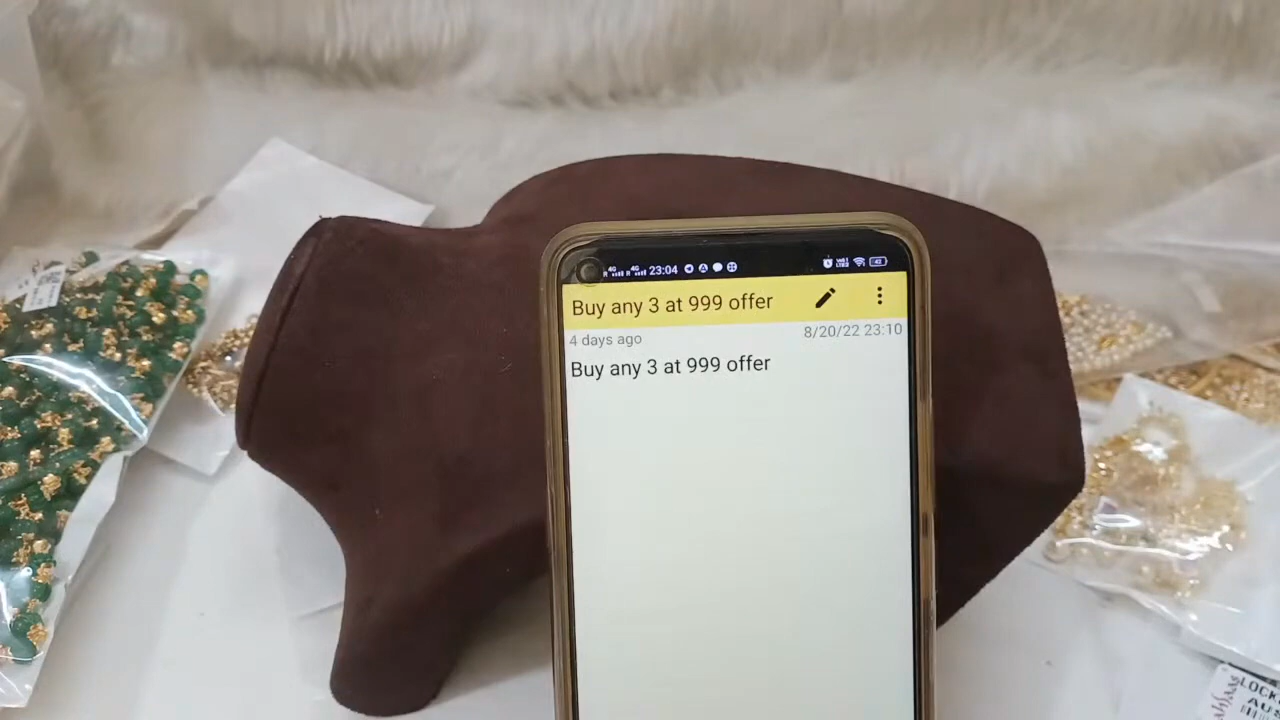 23:04
Buy any 3 at 999 offer
4 days ago
8/20/22 23:10
Buy any 3 at 999 offer